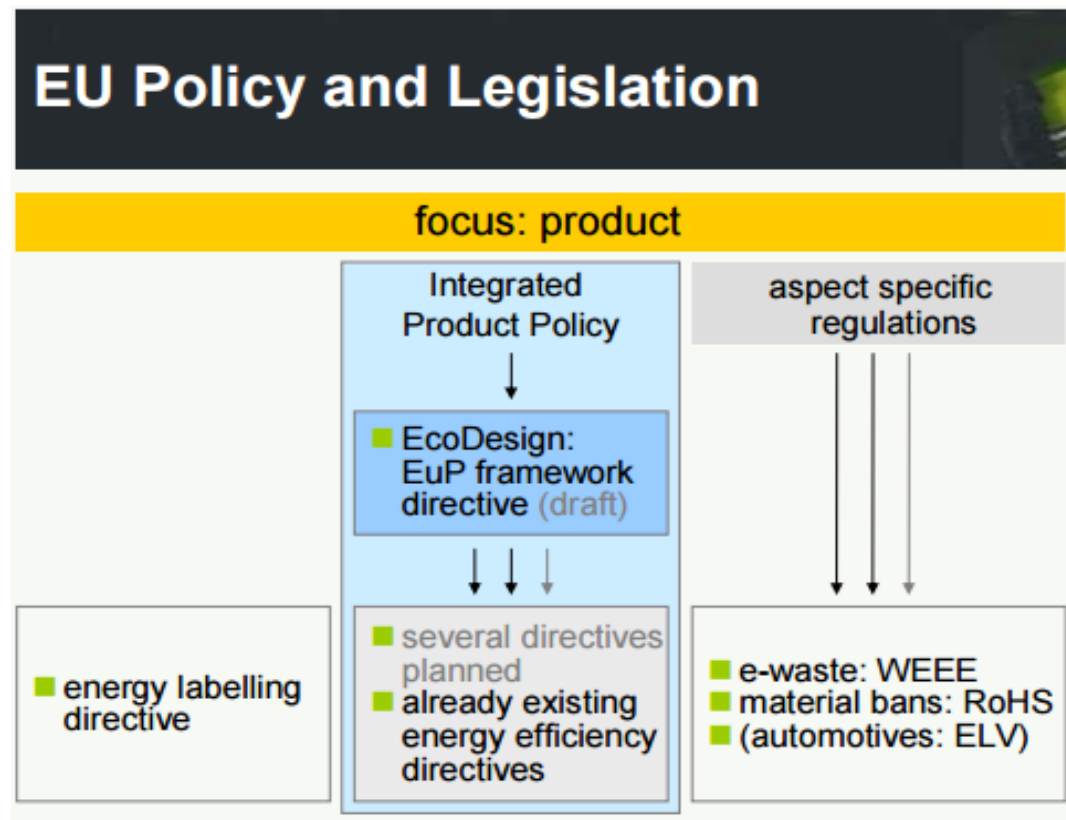 EU Policy and Legislation
focus: product
Integrated
Product Policy
aspect specific
regulations
EcoDesign:
EuP framework
directive (draft)
energy labelling
directive
several directives
planned
already existing
energy efficiency
directives
e-waste: WEEE
material bans: RoHS
(automotives: ELV)